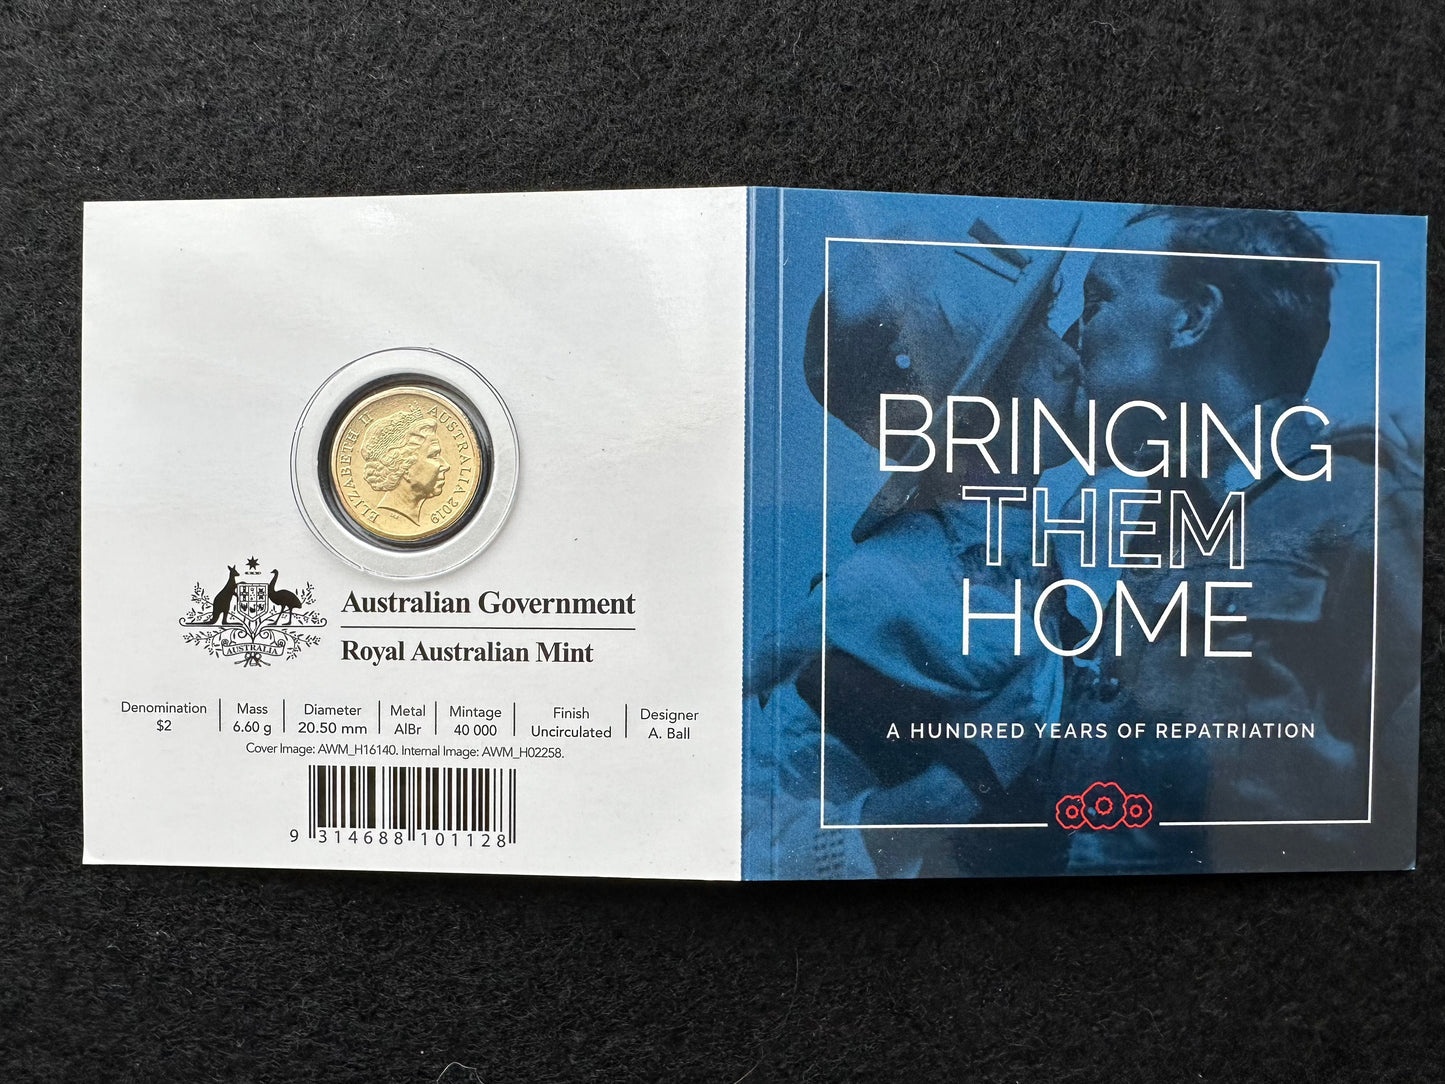 ELIZABETH II AUSTRALIA 2019
AUSTRALIA
Australian Government
Royal Australian Mint
Denomination
$2
Mass
6.60 g
Diameter
20.50 mm
Metal
AlBr
Mintage
40 000
Finish
Uncirculated
Designer
A. Ball
Cover Image: AWM_H16140. Internal Image: AWM_H02258.
9 314688 101128
BRINGING
THEM
HOME
A HUNDRED YEARS OF REPATRIATION